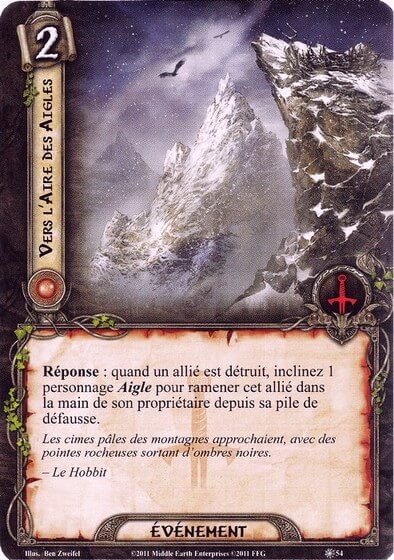 2
Vers l'Aire des Aigles
Réponse : quand un allié est détruit, inclinez 1
personnage Aigle pour ramener cet allié dans
la main de son propriétaire depuis sa pile de
défausse.
Les cimes pâles des montagnes approchaient, avec des
pointes rocheuses sortant d'ombres noires.
– Le Hobbit
ÉVÉNEMENT
Illus. Ben Zweifel ©2011 Middle Earth Enterprises ©2011 FFG 54